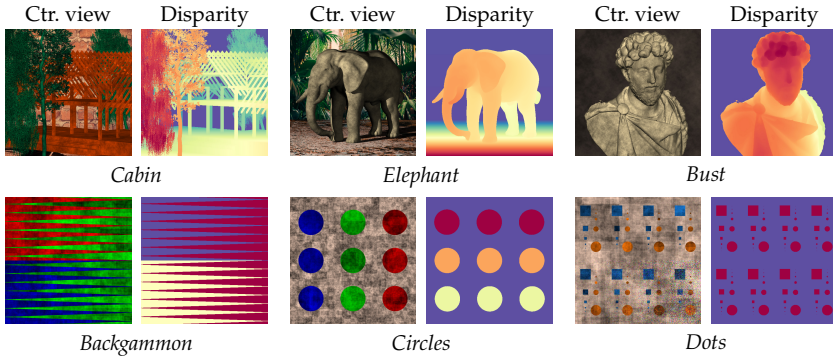 Ctr. view Disparity Ctr. view Disparity Ctr. view Disparity
Cabin Elephant Bust
Backgammon Circles Dots